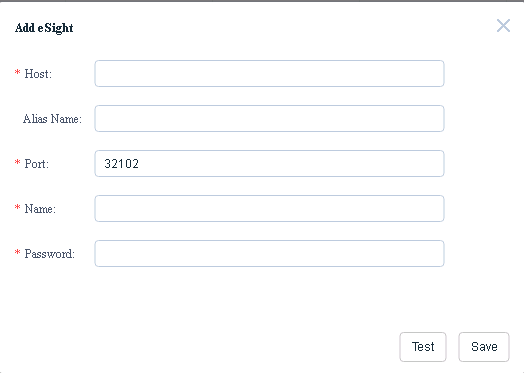 Add eSight
* Host:
Alias Name:
* Port: 32102
* Name:
* Password:
Test Save